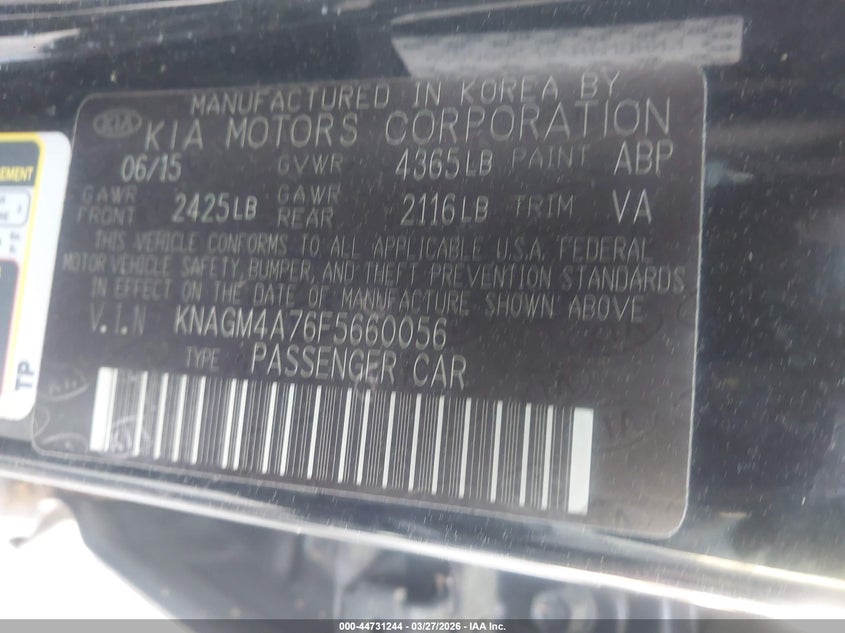 MANUFACTURED IN KOREA BY
KIA KIA MOTORS CORPORATION
06/15 GVWR 4365LB PAINT ABP
GAWR FRONT 2425LB GAWR REAR 2116LB TRIM VA
THIS VEHICLE CONFORMS TO ALL APPLICABLE U.S.A. FEDERAL
MOTOR VEHICLE SAFETY, BUMPER, AND THEFT PREVENTION STANDARDS
IN EFFECT ON THE DATE OF MANUFACTURE SHOWN ABOVE
V.I.N KNAGM4A76F5660056
TYPE PASSENGER CAR
TP
000-44731244 | 03/27/2026 | IAA Inc.